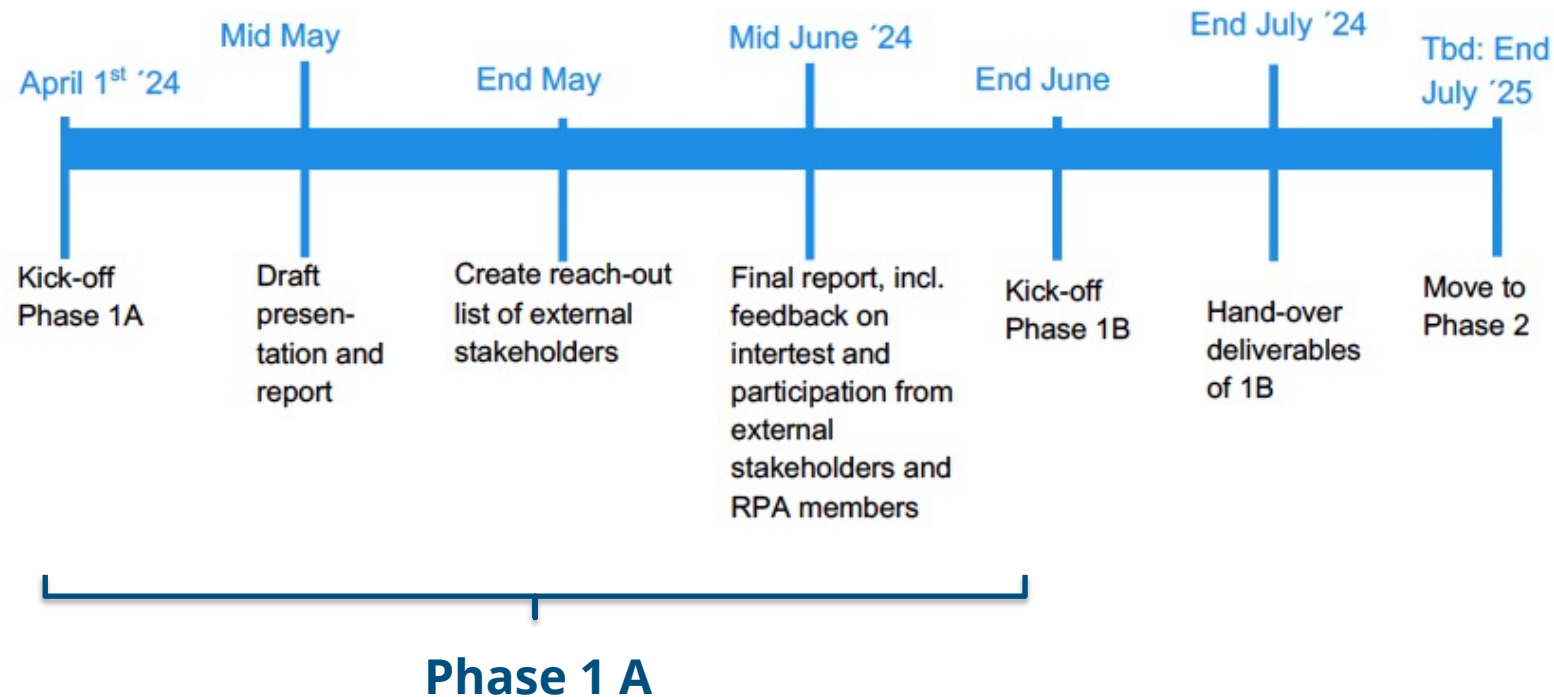 April 1st ´24
Mid May
End May
Mid June ´24
End June
End July ´24
Tbd: End
July ´25
Kick-off
Phase 1A
Draft
presen-
tation and
report
Create reach-out
list of external
stakeholders
Final report, incl.
feedback on
intertest and
participation from
external
stakeholders and
RPA members
Kick-off
Phase 1B
Hand-over
deliverables
of 1B
Move to
Phase 2
Phase 1 A